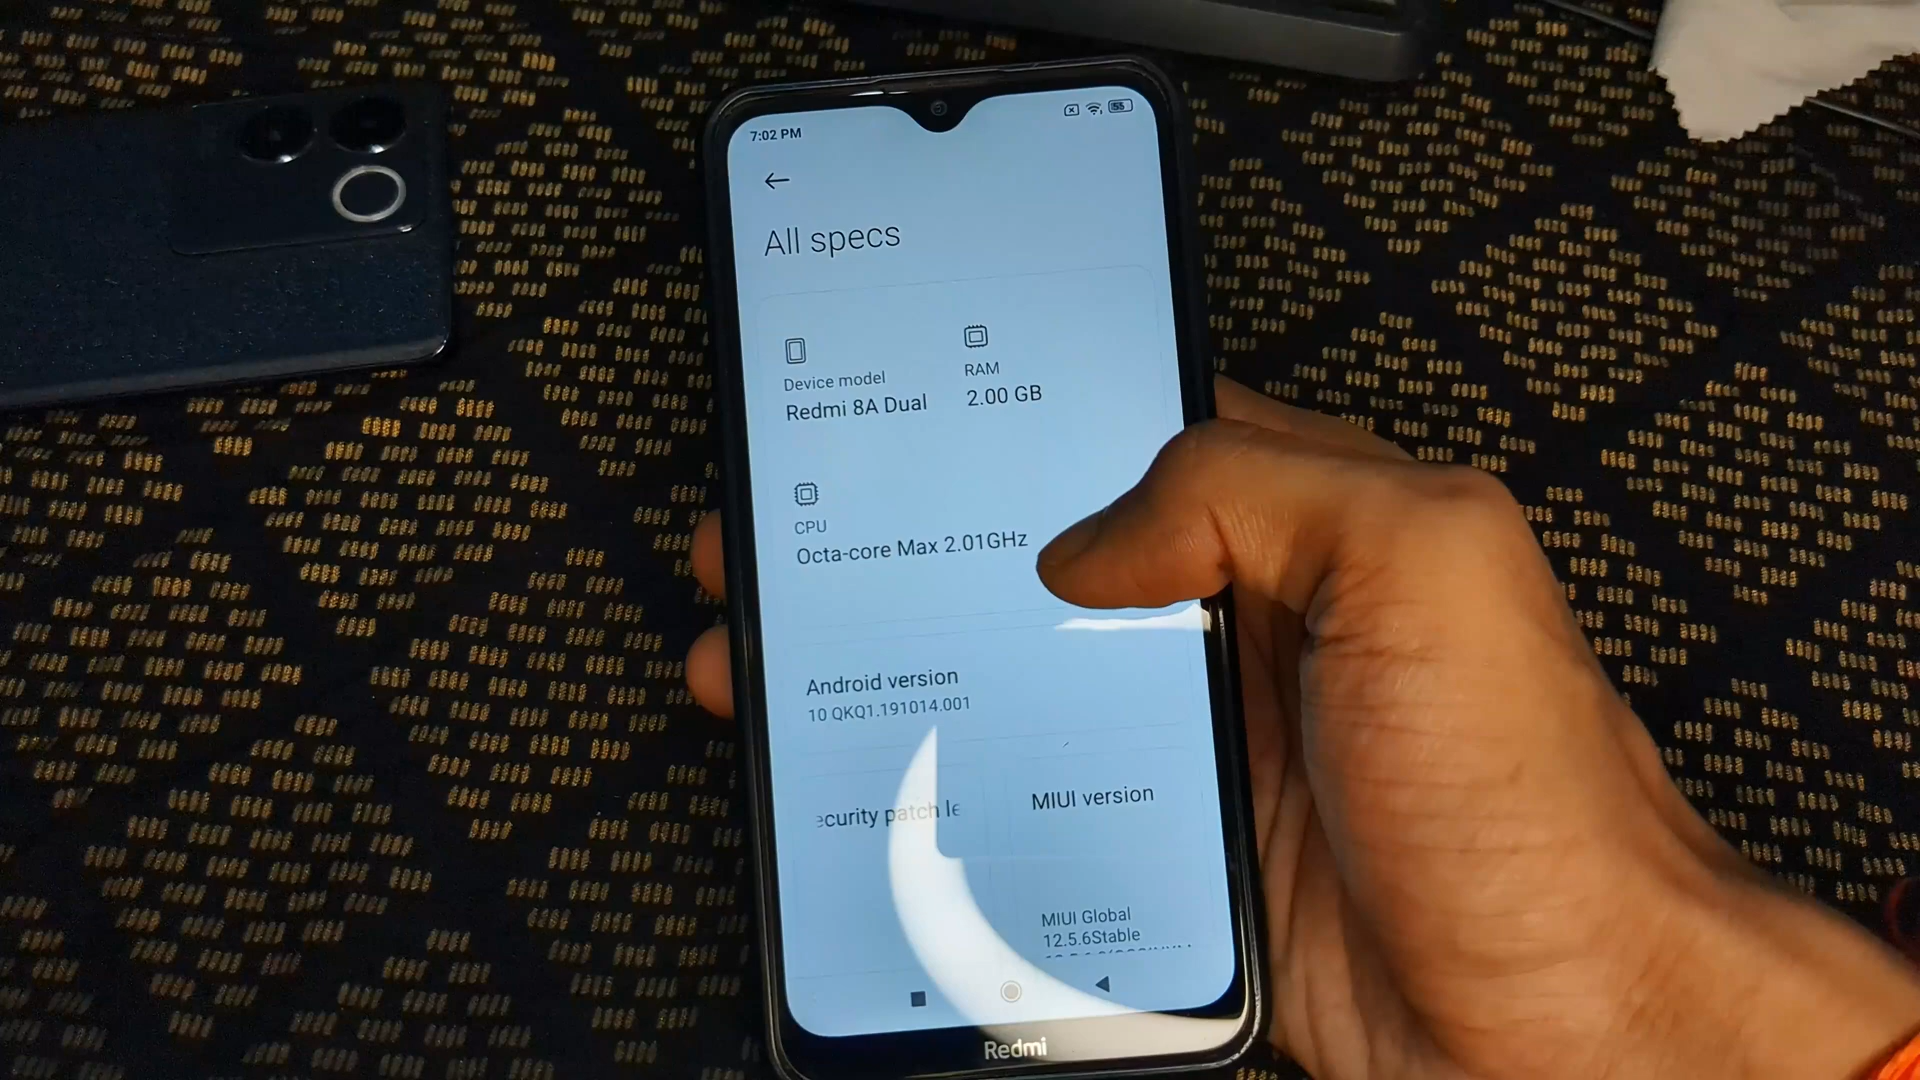 7:02 PM
55
All specs
Device model
Redmi 8A Dual
RAM
2.00 GB
CPU
Octa-core Max 2.01GHz
Android version
10 QKQ1.191014.001
ecurity patch le
MIUI version
MIUI Global
12.5.6Stable
Redmi